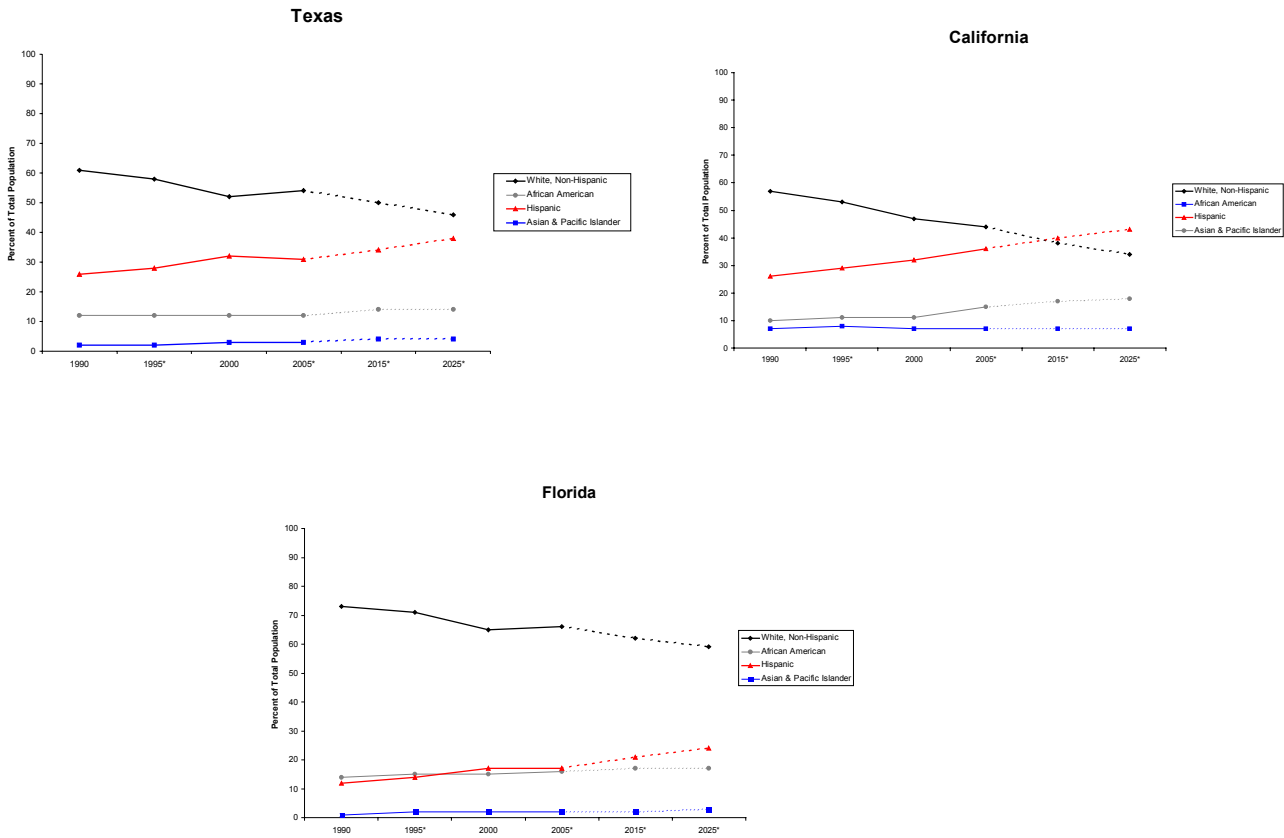 Texas
100
90
80
70
60
50
40
30
20
10
0
Percent of Total Population
1990 1995* 2000 2005* 2015* 2025*
White, Non-Hispanic
African American
Hispanic
Asian & Pacific Islander
California
100
90
80
70
60
50
40
30
20
10
0
Percent of Total Population
1990 1995* 2000 2005* 2015* 2025*
White, Non-Hispanic
African American
Hispanic
Asian & Pacific Islander
Florida
100
90
80
70
60
50
40
30
20
10
0
Percent of Total Population
1990 1995* 2000 2005* 2015* 2025*
White, Non-Hispanic
African American
Hispanic
Asian & Pacific Islander